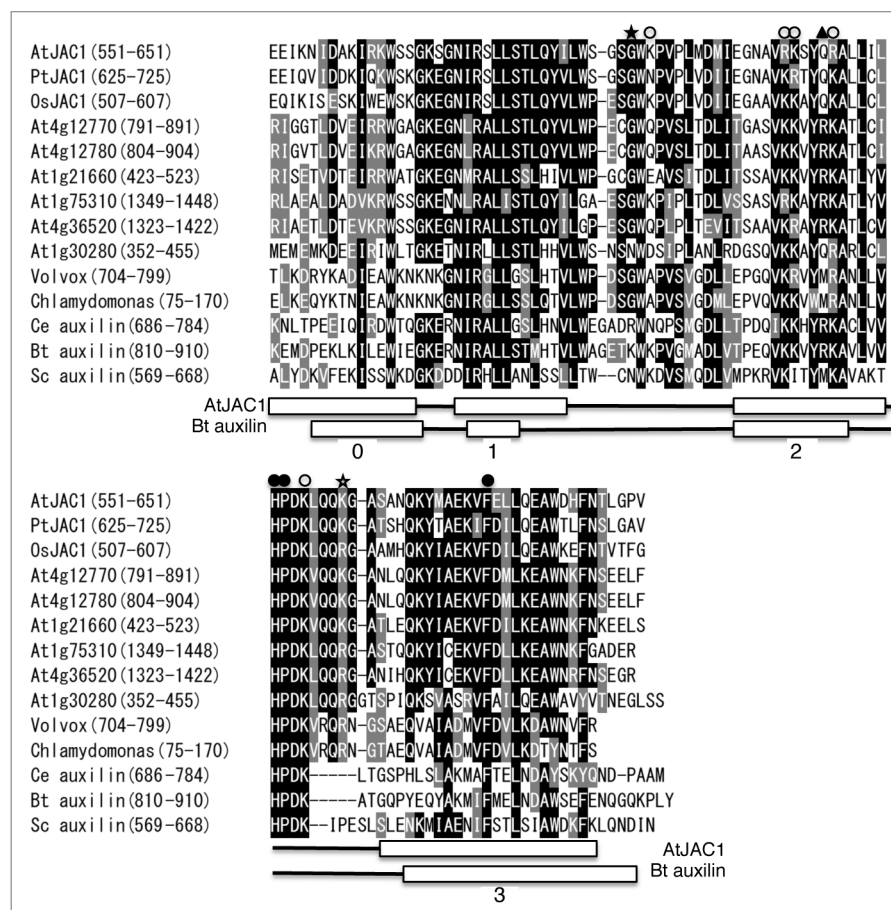 AtJAC1(551-651) EEIKNIDAKIRKWSSGKSGNIRSLLSTLQYILWS-GSGWKPVPLMDMIEGNAVRKSYQRALLIL
PtJAC1(625-725) EEIQVIDDKIQKWSKGKEGNIRSLLSTLQYVLWP-ESGWKPVPLVDIIEGNAVKRTYQKALLCL
OsJAC1(507-607) EQIKISESKIWEWSKGKEGNIRSLLSTLQYVLWP-ESGWKPVPLVDIIEGAAVKKAYQKALLCL
At4g12770(791-891) RIGGTLDVEIRRWGAGKEGNLRALLSTLQYVLWP-ECGWQPVSLTDLITGASVKKVYRKATLCI
At4g12780(804-904) RIGVTLDVEIRRWGAGKEGNLRALLSTLQYVLWP-ECGWQPVSLTDLITAASVKKVYRKATLCI
At1g21660(423-523) RISETVDTEIRRWATGKEGNMRALLSSLHIVLWP-GCGWEAVSITDLITSSAVKKVYRKATLYV
At1g75310(1349-1448) RLAEALDADVKRWSSGKENNLRALISTLQYILGA-ESGWKPIPLTDLVSSASVRKAYRKATLYV
At4g36520(1323-1422) RIAETLDTEVKRWSSGKEGNIRALLSTLQYILGP-ESGWQPLPLTEVITSAAVKRAYRKATLCV
At1g30280(352-455) MEMEMKDEEIRIWLTGKETNIRLLLSTLHHVLWS-NSNWDSIPLANLRDGSQVKKAYQRARLCL
Volvox(704-799) TLKDRYKADIEAWKNKNKGNIRGLLGSLHTVLWP-DSGWAPVSVGDLLEPGQVKRVYMRANLLV
Chlamydomonas(75-170) ELKEQYKTNIEAWKNKNKGNIRGLLSSLQTVLWP-DSGWAPVSVGDMLEPVQVKKVWMRALLVV
Ce auxilin(686-784) KNLTPEEIQIRDWTQGKERNIRALLGSLHNVLWEGADRWNQPSMGDLLTPDQIKKHYRKACLVV
Bt auxilin(810-910) KEMDPEKLKILEWIEGKERNIRALLSTMHTVLWAGETKWKPVGMADLVTPEQVKKVYRKAVLVV
Sc auxilin(569-668) ALYDKVFEKISSWKDGKDDDIRHLLANLSSLLTW--CNWKDVSMQDLVMPKRVKITYMKAVAKT
AtJAC1
Bt auxilin
0 1 2
AtJAC1(551-651) HPDKLQQKG-ASANQKYMAEKVFELLQEAWDHFNTLGPV
PtJAC1(625-725) HPDKLQQKG-ATSHQKYTAEKIFDILQEAWTLFNSLGAV
OsJAC1(507-607) HPDKLQQRG-AAMHQKYIAEKVFDILQEAWKEFNTVTFG
At4g12770(791-891) HPDKVQQKG-ANLQQKYIAEKVFDMLKEAWNKFNSEELF
At4g12780(804-904) HPDKVQQKG-ANLQQKYIAEKVFDMLKEAWNKFNSEELF
At1g21660(423-523) HPDKVQQKG-ATLEQKYIAEKVFDILKEAWNKFNKEELS
At1g75310(1349-1448) HPDKLQQRG-ASTQQKYICEKVFDLLKEAWNKFGADER
At4g36520(1323-1422) HPDKLQQRG-ANIHQKYICEKVFDLLKEAWNRFNSEGR
At1g30280(352-455) HPDKLQQRGGTSPIQKSVASRVFAILQEAWAVYVTNEGLSS
Volvox(704-799) HPDKVRQRN-GSAEQVAIADMVFDVLKDAWNVFR
Chlamydomonas(75-170) HPDKVRQRN-GTAEQVAIADMVFDVLKDTYNTFS
Ce auxilin(686-784) HPDK-----LTGSPHLSLAKMAFTELNDAYSKYQND-PAAM
Bt auxilin(810-910) HPDK-----ATGQPYEQYAKMIFMELNDAWSEFENQGQKPLY
Sc auxilin(569-668) HPDK--IPESLSLENKMIAENIFSTLSIAWDKFKLQNDIN
AtJAC1
Bt auxilin
3